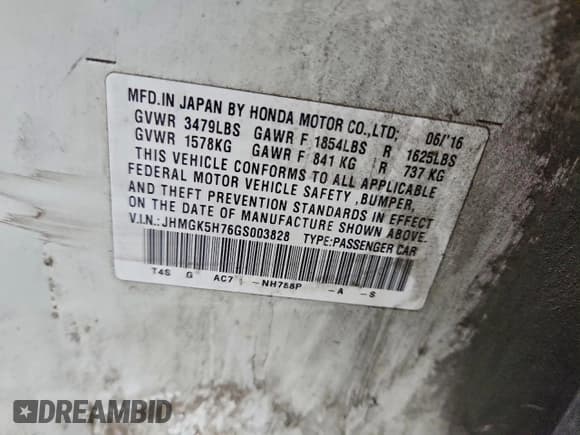 MFD.IN JAPAN BY HONDA MOTOR CO.,LTD; 06/'16
GVWR 3479LBS GAWR F 1854LBS R 1625LBS
GVWR 1578KG GAWR F 841 KG R 737 KG
THIS VEHICLE CONFORMS TO ALL APPLICABLE
FEDERAL MOTOR VEHICLE SAFETY ,BUMPER,
AND THEFT PREVENTION STANDARDS IN EFFECT
ON THE DATE OF MANUFACTURE SHOWN ABOVE.
V.I.N.: JHMGK5H76GS003828 TYPE:PASSENGER CAR
T4S G -A -S
DREAMBID